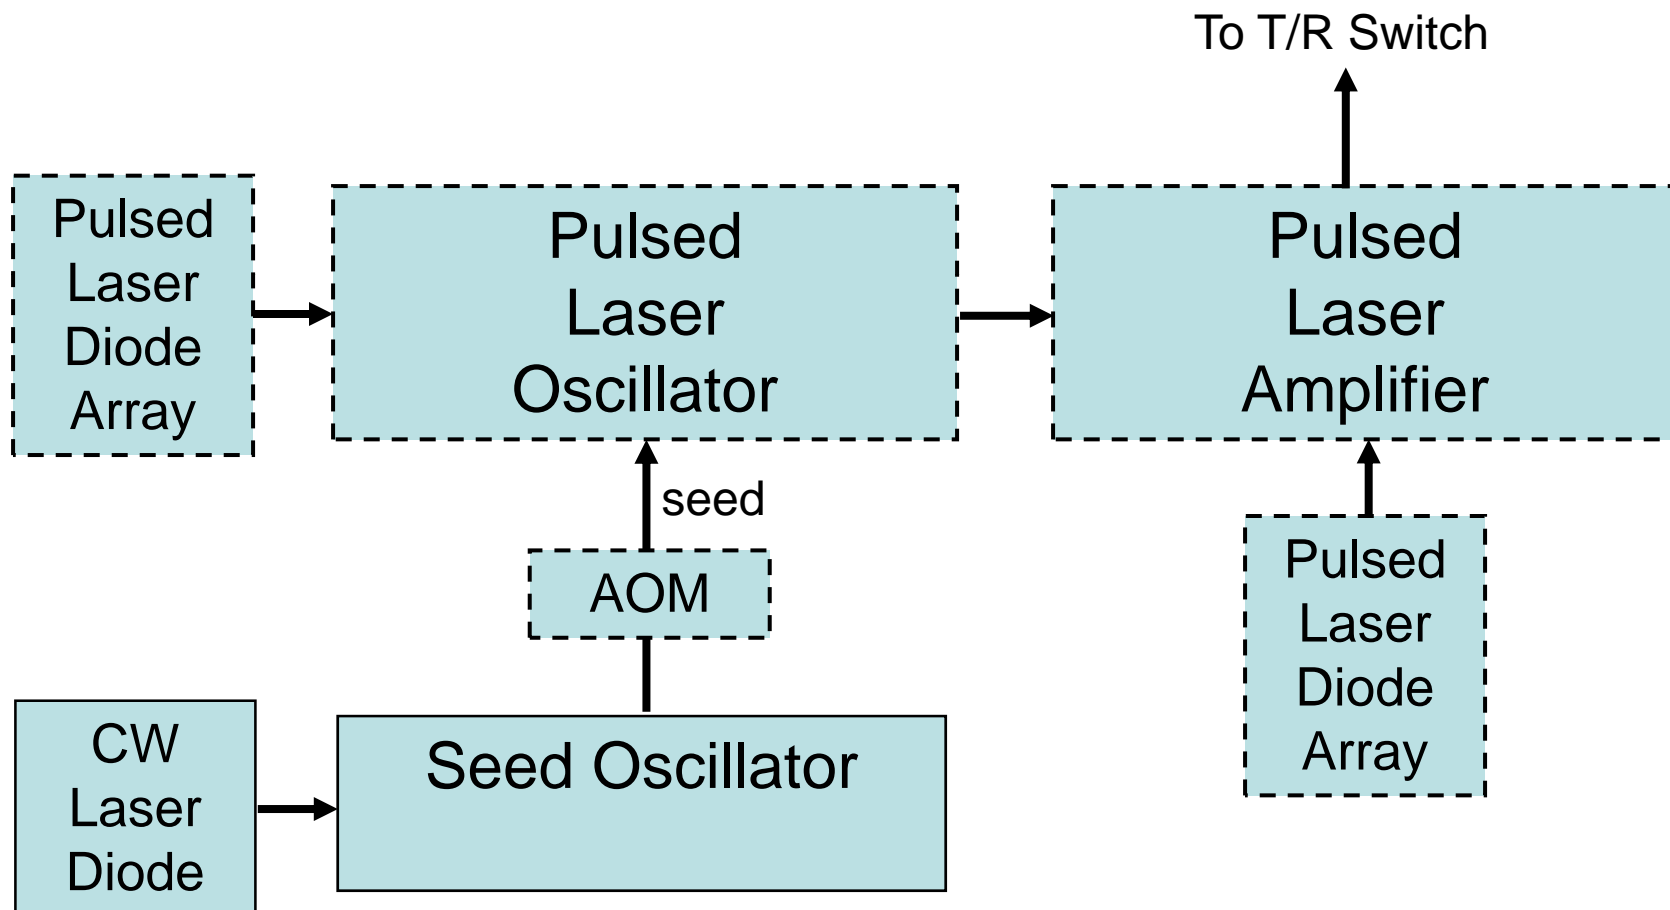 To T/R Switch
Pulsed
Laser
Diode
Array
Pulsed
Laser
Oscillator
Pulsed
Laser
Amplifier
seed
AOM
Pulsed
Laser
Diode
Array
CW
Laser
Diode
Seed Oscillator